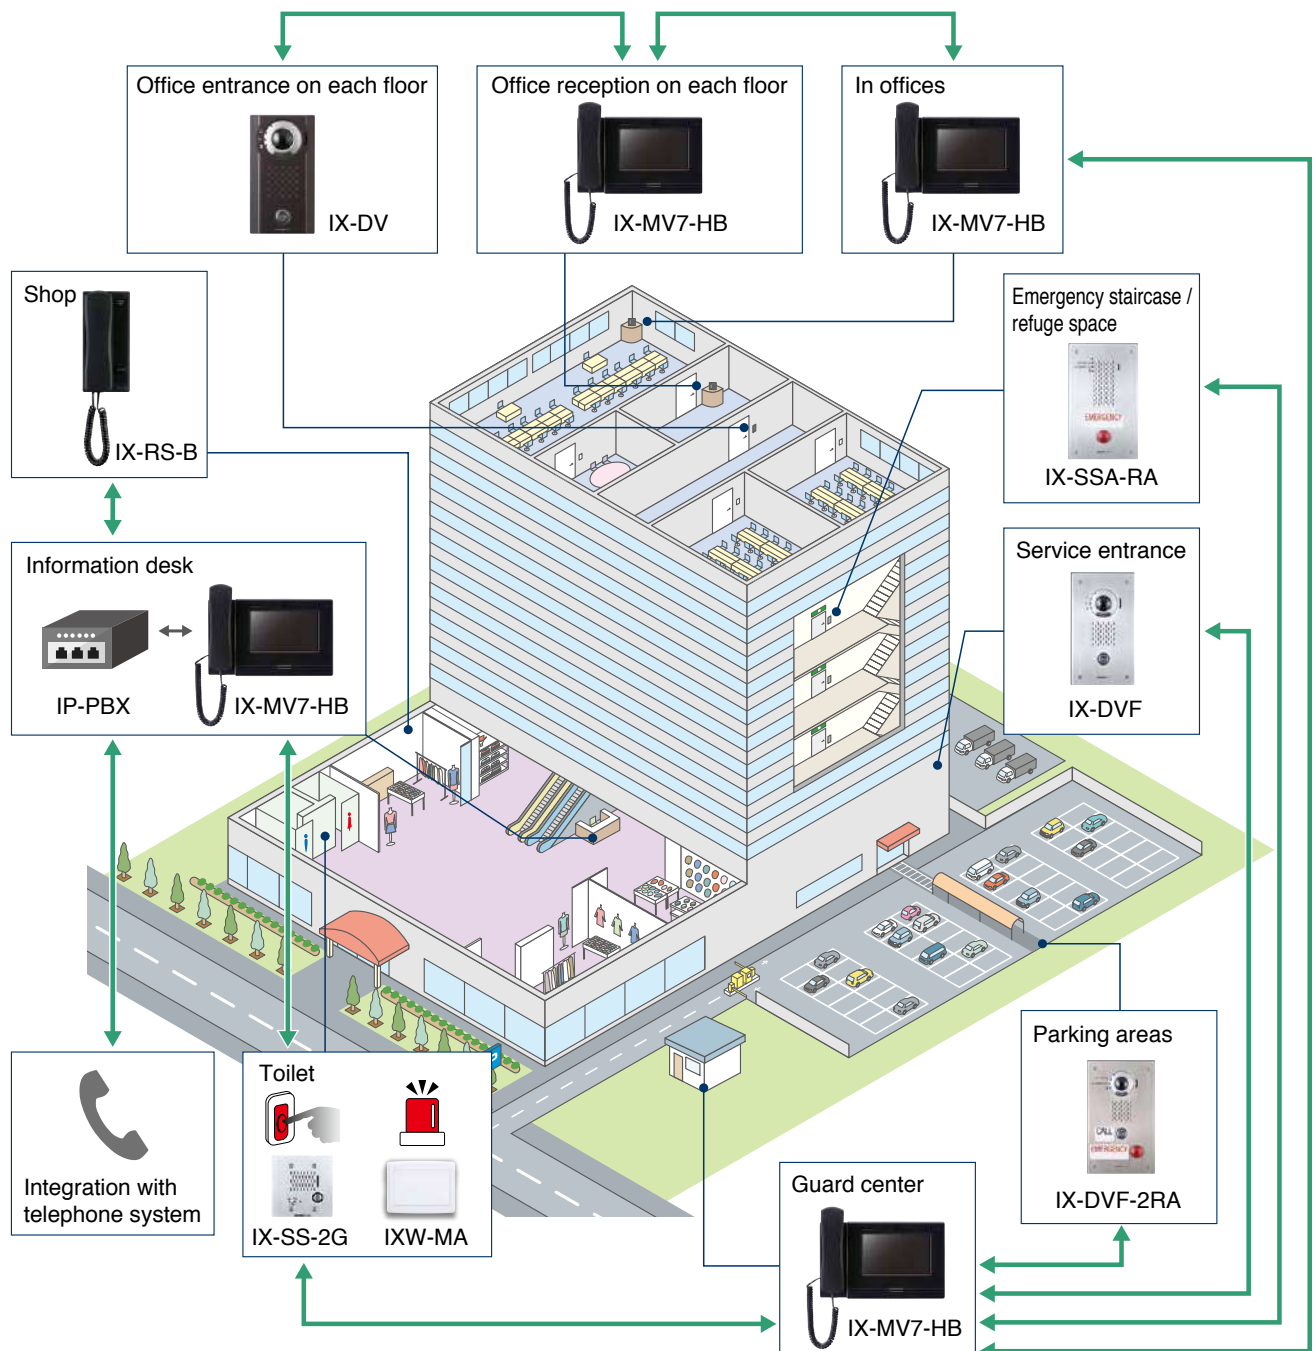 Office entrance on each floor
IX-DV
Office reception on each floor
IX-MV7-HB
In offices
IX-MV7-HB
Shop
IX-RS-B
Emergency staircase /
refuge space
EMERGENCY
IX-SSA-RA
Information desk
IP-PBX
IX-MV7-HB
Service entrance
IX-DVF
Integration with
telephone system
Toilet
IX-SS-2G
IXW-MA
Parking areas
CALL
EMERGENCY
IX-DVF-2RA
Guard center
IX-MV7-HB